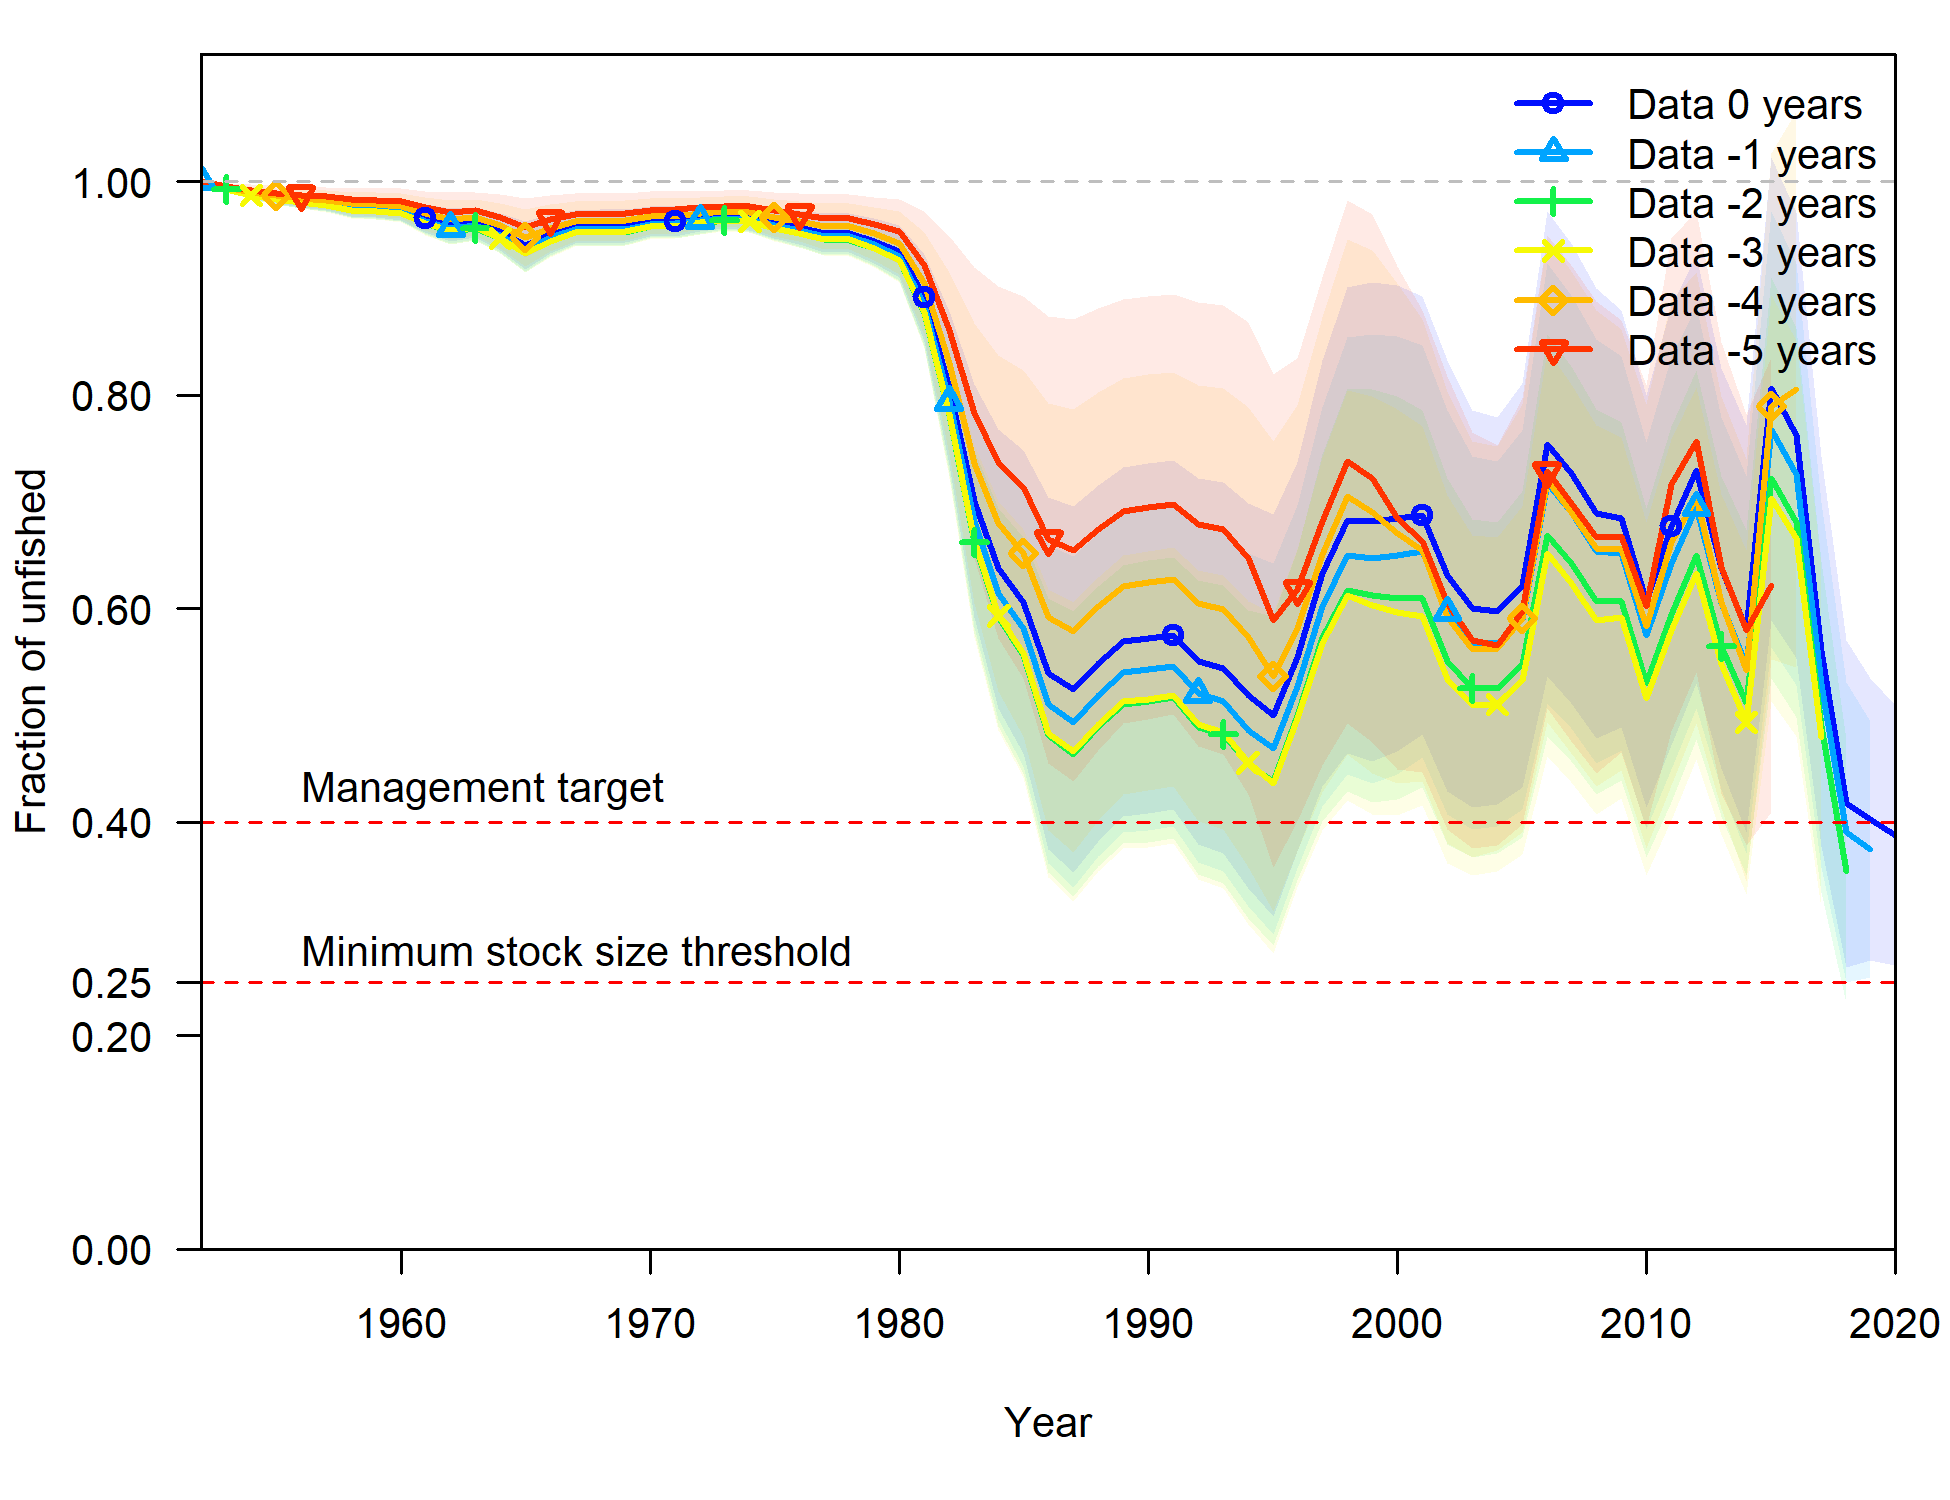 Data 0 years
Data -1 years
Data -2 years
Data -3 years
Data -4 years
Data -5 years
1.00
0.80
0.60
0.40
0.25
0.20
0.00
Fraction of unfished
Management target
Minimum stock size threshold
1960 1970 1980 1990 2000 2010 2020
Year